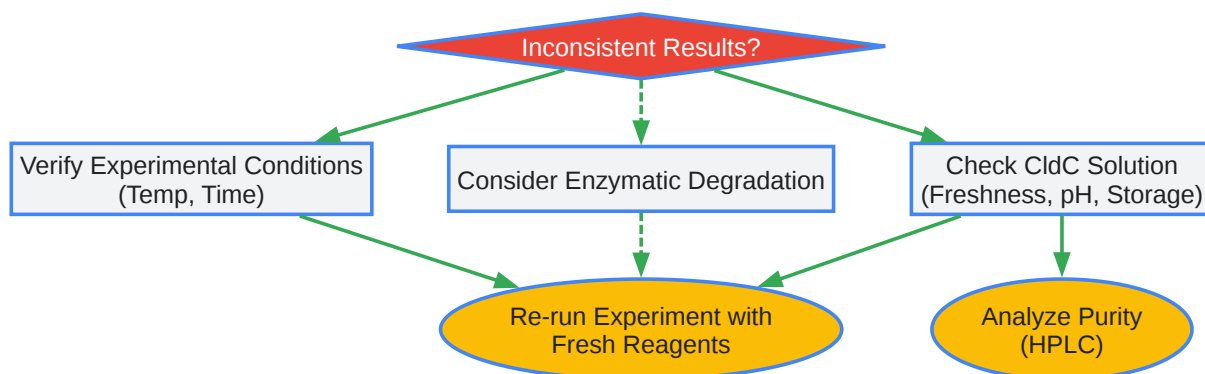 Inconsistent Results?
Verify Experimental Conditions
(Temp, Time)
Consider Enzymatic Degradation
Check CldC Solution
(Freshness, pH, Storage)
Re-run Experiment with
Fresh Reagents
Analyze Purity
(HPLC)